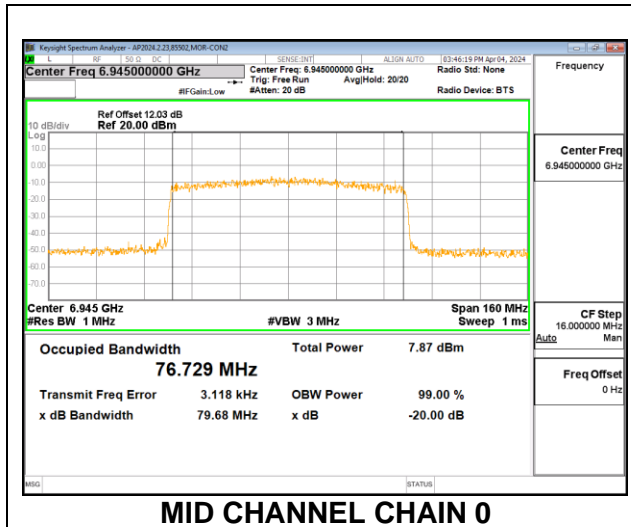 Keysight Spectrum Analyzer - AP2024.2.23,85502,MOR-CON2
L RF 50 Ω DC SENSE:INT ALIGN AUTO 03:46:19 PM Apr 04, 2024
Center Freq 6.945000000 GHz
Center Freq: 6.945000000 GHz
Radio Std: None
Trig: Free Run Avg|Hold: 20/20
#IFGain:Low #Atten: 20 dB Radio Device: BTS
Frequency
Ref Offset 12.03 dB
10 dB/div Ref 20.00 dBm
Log
10.0
0.00
-10.0
-20.0
-30.0
-40.0
-50.0
-60.0
-70.0
Center 6.945 GHz Span 160 MHz
#Res BW 1 MHz #VBW 3 MHz Sweep 1 ms
Center Freq
6.945000000 GHz
CF Step
16.000000 MHz
Auto Man
Freq Offset
0 Hz
Occupied Bandwidth Total Power 7.87 dBm
76.729 MHz
Transmit Freq Error 3.118 kHz OBW Power 99.00 %
x dB Bandwidth 79.68 MHz x dB -20.00 dB
MSG STATUS
MID CHANNEL CHAIN 0